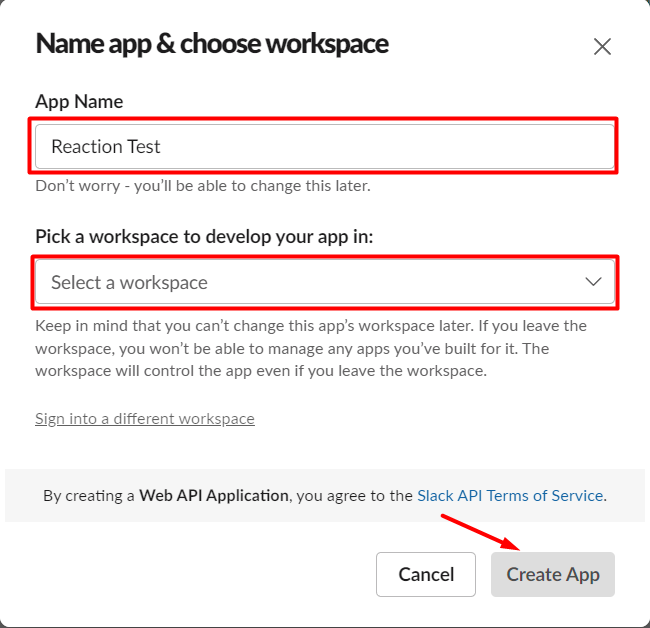 Name app & choose workspace
App Name
Reaction Test
Don’t worry - you’ll be able to change this later.
Pick a workspace to develop your app in:
Select a workspace
Keep in mind that you can’t change this app’s workspace later. If you leave the
workspace, you won’t be able to manage any apps you’ve built for it. The
workspace will control the app even if you leave the workspace.
Sign into a different workspace
By creating a Web API Application, you agree to the Slack API Terms of Service.
Cancel
Create App